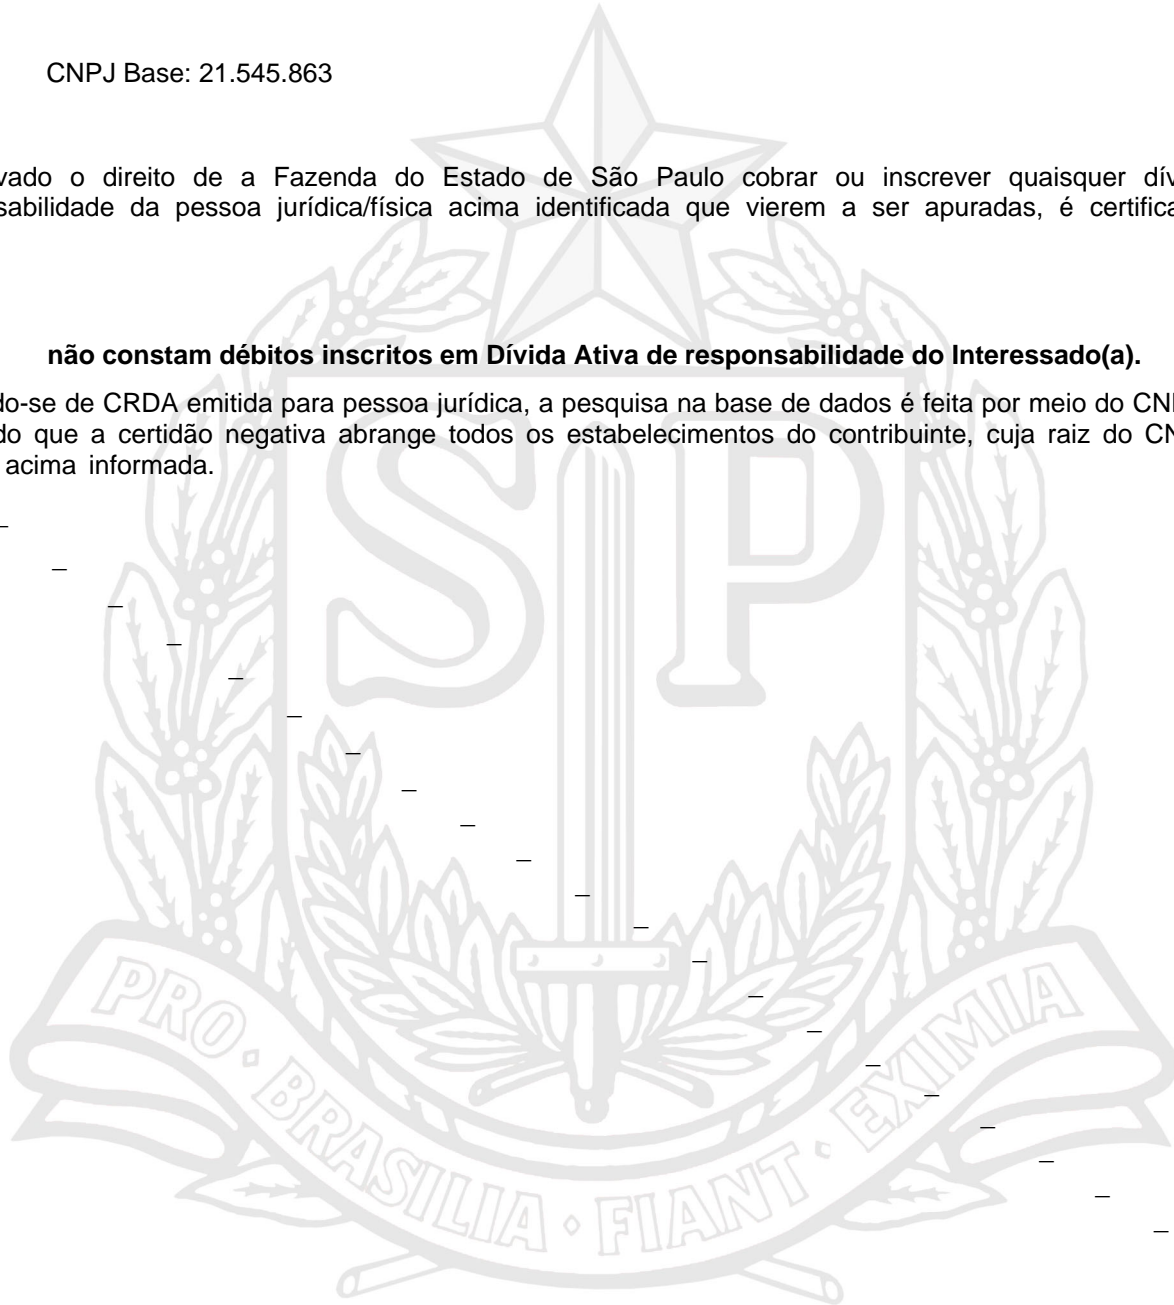 CNPJ Base: 21.545.863
vado o direito de a Fazenda do Estado de São Paulo cobrar ou inscrever quaisquer dív
sabilidade da pessoa jurídica/física acima identificada que vierem a ser apuradas, é certifica
não constam débitos inscritos em Dívida Ativa de responsabilidade do Interessado(a).
do-se de CRDA emitida para pessoa jurídica, a pesquisa na base de dados é feita por meio do CN
do que a certidão negativa abrange todos os estabelecimentos do contribuinte, cuja raiz do CN
acima informada.
SP
PRO • BRASILIA • FIANT • EXIMIA